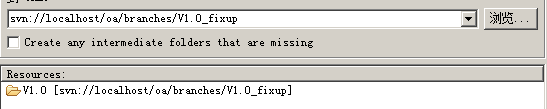 svn://localhost/oa/branches/V1.0_fixup
浏览...
Create any intermediate folders that are missing
Resources:
V1.0 [svn://localhost/oa/branches/V1.0_fixup]